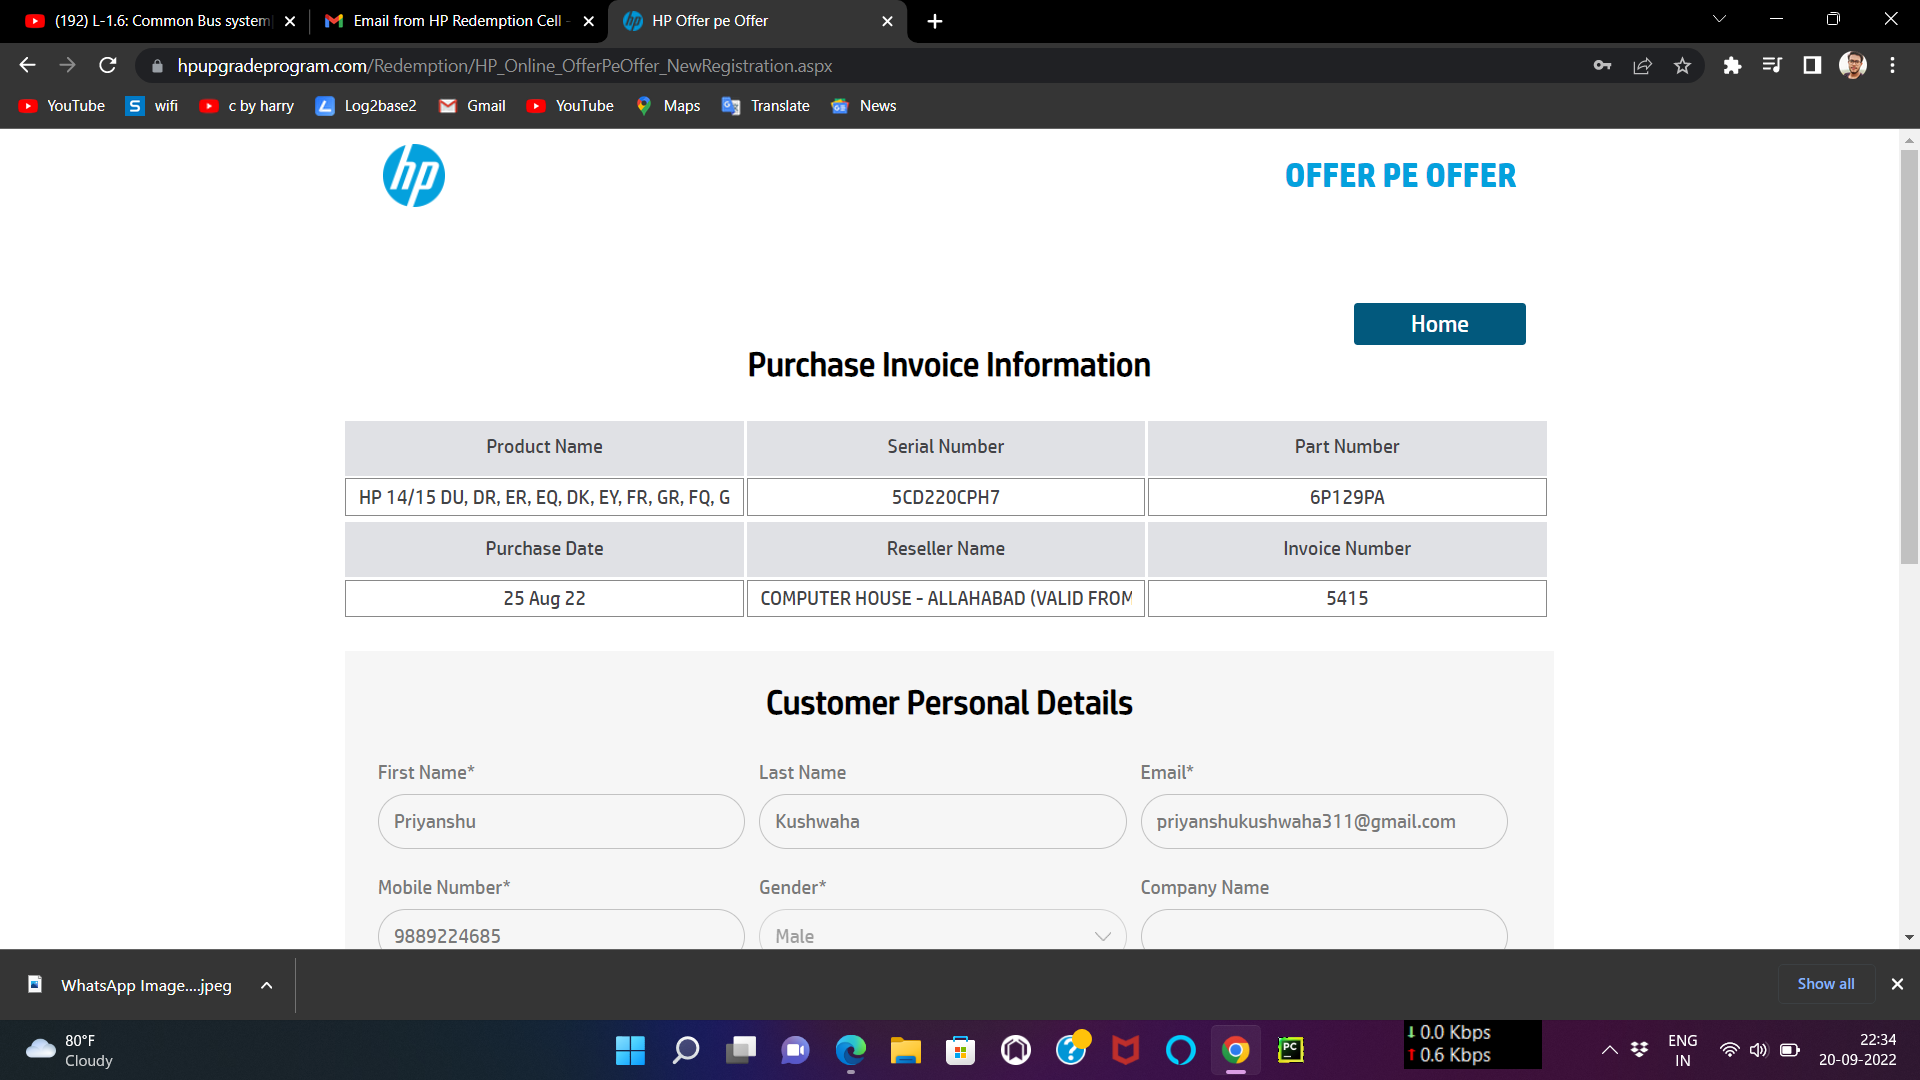 (192) L-1.6: Common Bus system
Email from HP Redemption Cell -
HP Offer pe Offer
hpupgradeprogram.com/Redemption/HP_Online_OfferPeOffer_NewRegistration.aspx
YouTube
S wifi
c by harry
Log2base2
Gmail
YouTube
Maps
Translate
News
hp
OFFER PE OFFER
Home
Purchase Invoice Information
Product Name Serial Number Part Number
HP 14/15 DU, DR, ER, EQ, DK, EY, FR, GR, FQ, G 5CD220CPH7 6P129PA
Purchase Date Reseller Name Invoice Number
25 Aug 22 COMPUTER HOUSE - ALLAHABAD (VALID FROM 5415
Customer Personal Details
First Name* Last Name Email*
Priyanshu Kushwaha priyanshukushwaha311@gmail.com
Mobile Number* Gender* Company Name
9889224685 Male
WhatsApp Image....jpeg
Show all
80°F
Cloudy
PC
0.0 Kbps
0.6 Kbps
ENG
IN
22:34
20-09-2022